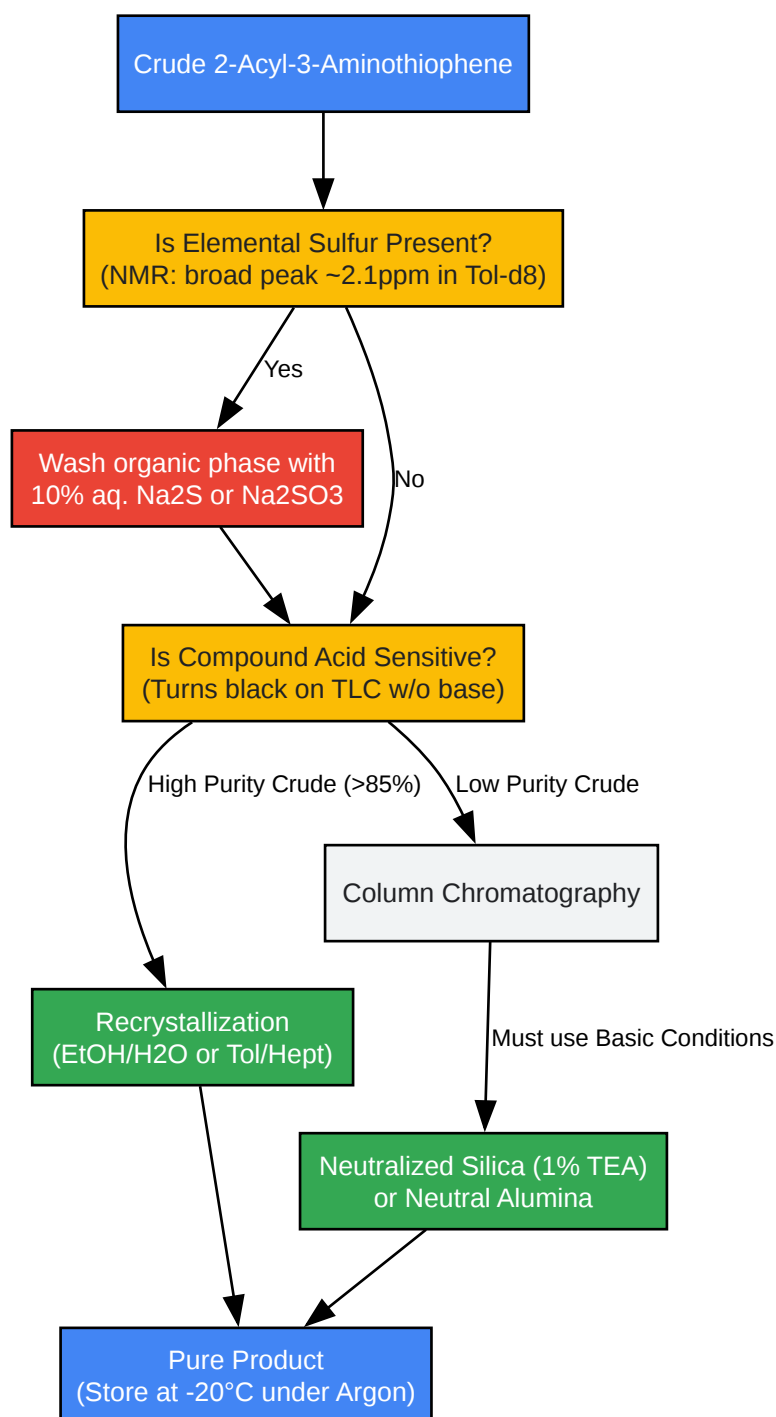 Crude 2-Acyl-3-Aminothiophene
Is Elemental Sulfur Present?
(NMR: broad peak ~2.1ppm in Tol-d8)
Yes
Wash organic phase with
10% aq. Na2S or Na2SO3
No
Is Compound Acid Sensitive?
(Turns black on TLC w/o base)
High Purity Crude (>85%)
Low Purity Crude
Column Chromatography
Recrystallization
(EtOH/H2O or Tol/Hept)
Must use Basic Conditions
Neutralized Silica (1% TEA)
or Neutral Alumina
Pure Product
(Store at -20°C under Argon)